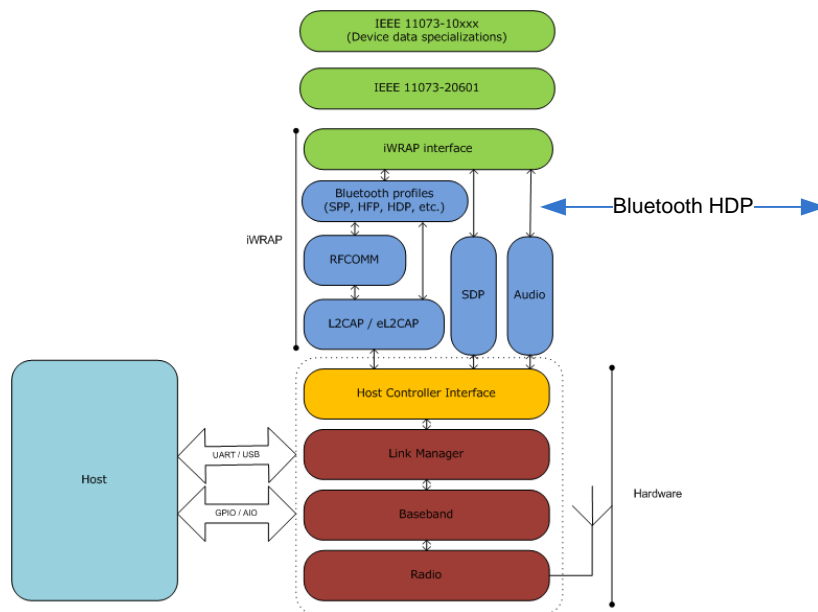 IEEE 11073-10xxx
(Device data specializations)
IEEE 11073-20601
iWRAP interface
Bluetooth profiles
(SPP, HFP, HDP, etc.)
Bluetooth HDP
iWRAP
RFCOMM
SDP
Audio
L2CAP / eL2CAP
Host Controller Interface
UART / USB
Link Manager
Host
Hardware
GPIO / AIO
Baseband
Radio